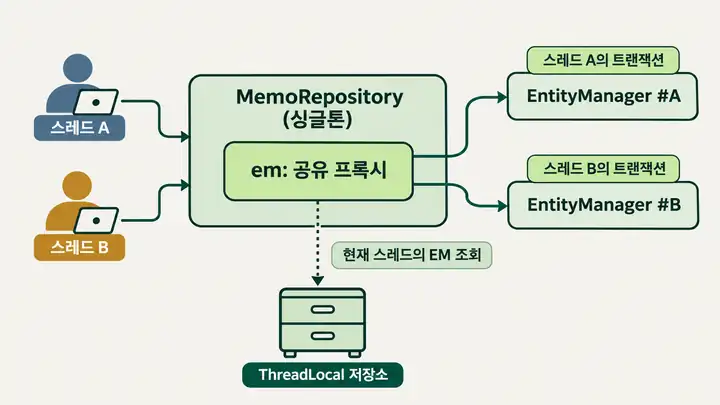 스레드 A
스레드 B
MemoRepository
(싱글톤)
em: 공유 프록시
스레드 A의 트랜잭션
EntityManager #A
스레드 B의 트랜잭션
EntityManager #B
현재 스레드의 EM 조회
ThreadLocal 저장소